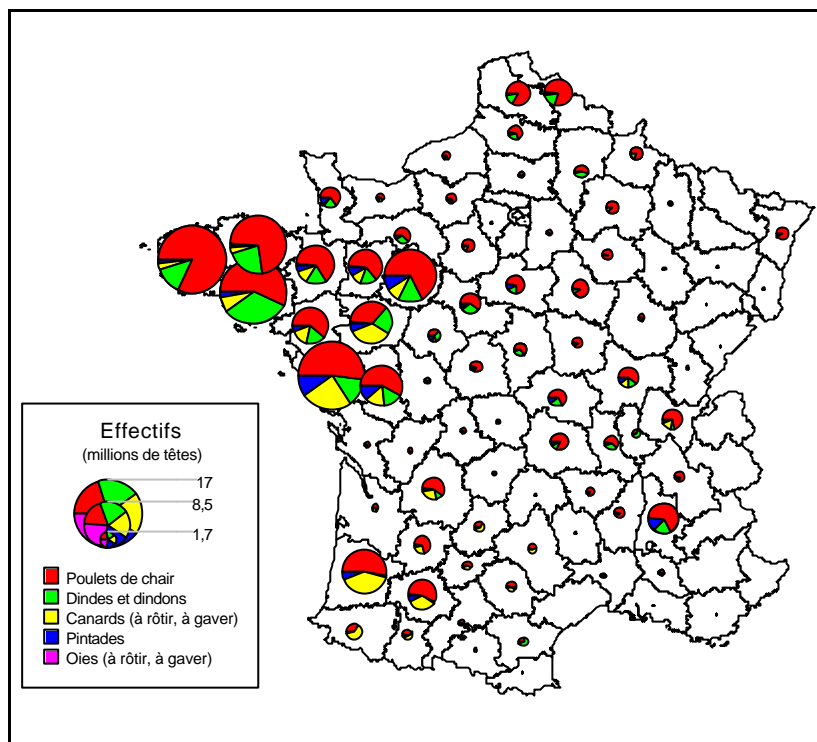 Effectifs
(millions de têtes)
17
8,5
1,7
Poulets de chair
Dindes et dindons
Canards (à rôtir, à gaver)
Pintades
Oies (à rôtir, à gaver)